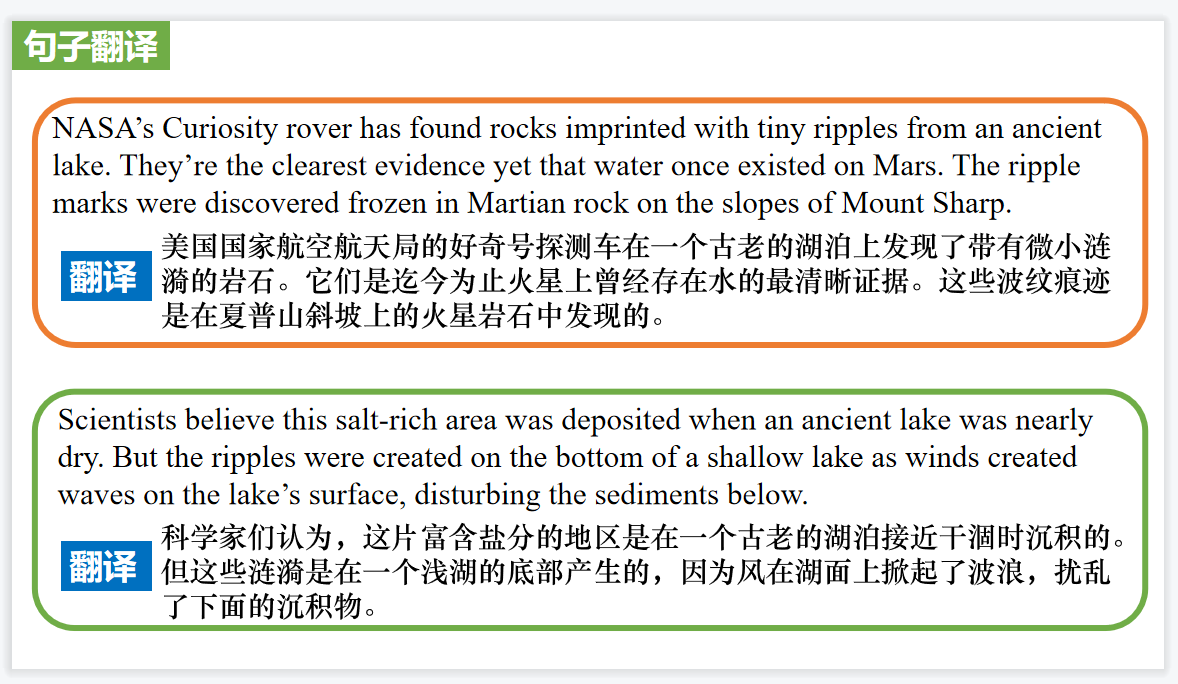 句子翻译
NASA’s Curiosity rover has found rocks imprinted with tiny ripples from an ancient
lake. They’re the clearest evidence yet that water once existed on Mars. The ripple
marks were discovered frozen in Martian rock on the slopes of Mount Sharp.
翻译
美国国家航空航天局的好奇号探测车在一个古老的湖泊上发现了带有微小涟
漪的岩石。它们是迄今为止火星上曾经存在水的最清晰证据。这些波纹痕迹
是在夏普山斜坡上的火星岩石中发现的。
Scientists believe this salt-rich area was deposited when an ancient lake was nearly
dry. But the ripples were created on the bottom of a shallow lake as winds created
waves on the lake’s surface, disturbing the sediments below.
翻译
科学家们认为，这片富含盐分的地区是在一个古老的湖泊接近干涸时沉积的。
但这些涟漪是在一个浅湖的底部产生的，因为风在湖面上掀起了波浪，扰乱
了下面的沉积物。